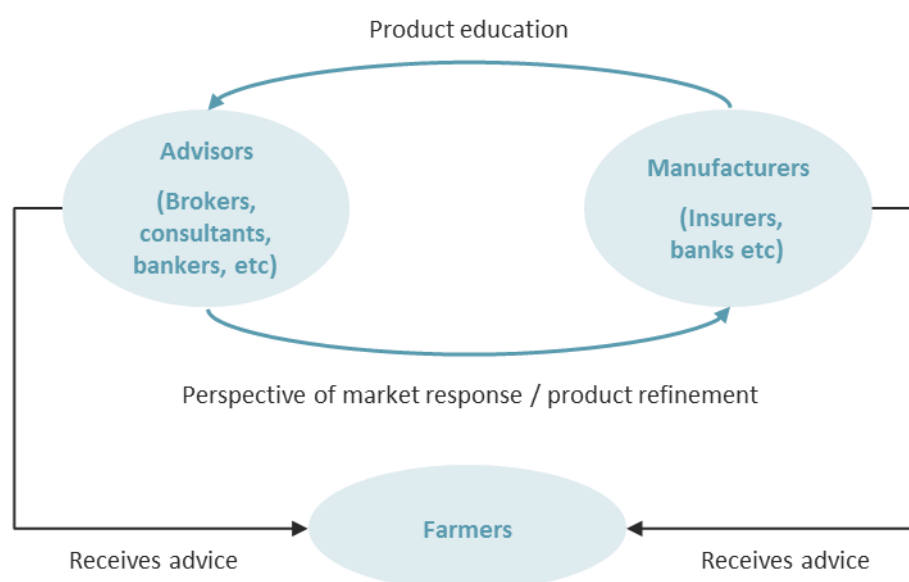 Product education
Advisors
(Brokers,
consultants,
bankers, etc)
Manufacturers
(Insurers,
banks etc)
Perspective of market response / product refinement
Farmers
Receives advice
Receives advice